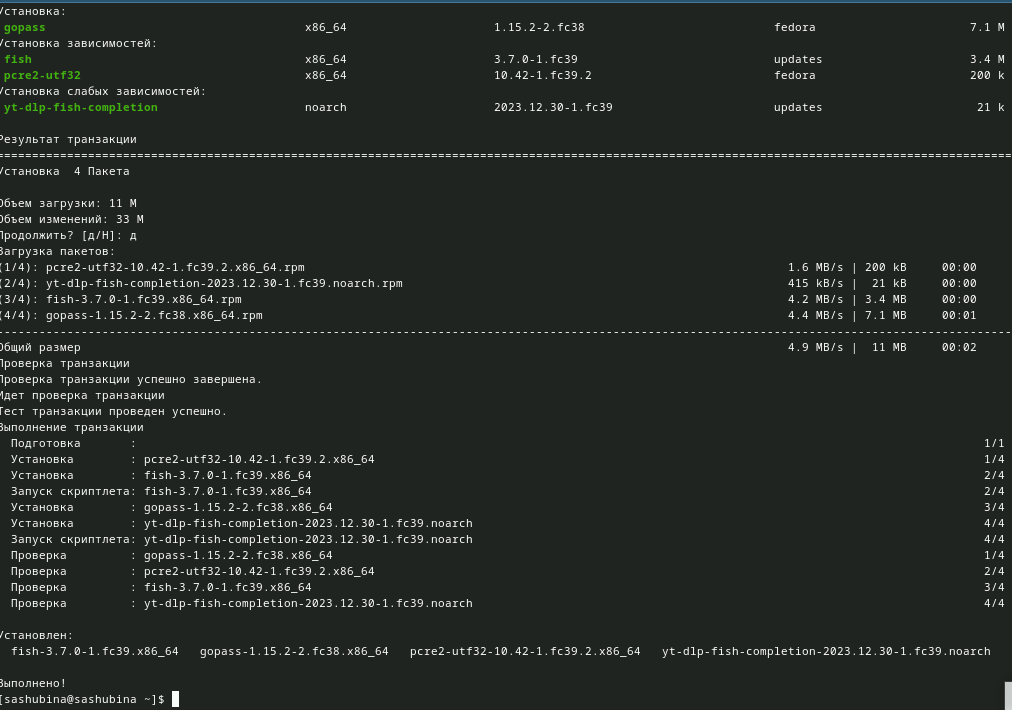 Установка:
gopass x86_64 1.15.2-2.fc38 fedora 7.1 M
Установка зависимостей:
fish x86_64 3.7.0-1.fc39 updates 3.4 M
pcre2-utf32 x86_64 10.42-1.fc39.2 fedora 200 k
Установка слабых зависимостей:
yt-dlp-fish-completion noarch 2023.12.30-1.fc39 updates 21 k
Результат транзакции
================================================================================
Установка  4 Пакета
Объем загрузки: 11 M
Объем изменений: 33 M
Продолжить? [д/Н]: д
Загрузка пакетов:
(1/4): pcre2-utf32-10.42-1.fc39.2.x86_64.rpm 1.6 MB/s | 200 kB 00:00
(2/4): yt-dlp-fish-completion-2023.12.30-1.fc39.noarch.rpm 415 kB/s |  21 kB 00:00
(3/4): fish-3.7.0-1.fc39.x86_64.rpm 4.2 MB/s | 3.4 MB 00:00
(4/4): gopass-1.15.2-2.fc38.x86_64.rpm 4.4 MB/s | 7.1 MB 00:01
--------------------------------------------------------------------------------
Общий размер 4.9 MB/s |  11 MB 00:02
Проверка транзакции
Проверка транзакции успешно завершена.
Идет проверка транзакции
Тест транзакции проведен успешно.
Выполнение транзакции
Подготовка : 1/1
Установка : pcre2-utf32-10.42-1.fc39.2.x86_64 1/4
Установка : fish-3.7.0-1.fc39.x86_64 2/4
Запуск скриптлета: fish-3.7.0-1.fc39.x86_64 2/4
Установка : gopass-1.15.2-2.fc38.x86_64 3/4
Установка : yt-dlp-fish-completion-2023.12.30-1.fc39.noarch 4/4
Запуск скриптлета: yt-dlp-fish-completion-2023.12.30-1.fc39.noarch 4/4
Проверка : gopass-1.15.2-2.fc38.x86_64 1/4
Проверка : pcre2-utf32-10.42-1.fc39.2.x86_64 2/4
Проверка : fish-3.7.0-1.fc39.x86_64 3/4
Проверка : yt-dlp-fish-completion-2023.12.30-1.fc39.noarch 4/4
Установлен:
fish-3.7.0-1.fc39.x86_64 gopass-1.15.2-2.fc38.x86_64 pcre2-utf32-10.42-1.fc39.2.x86_64 yt-dlp-fish-completion-2023.12.30-1.fc39.noarch
Выполнено!
[sashubina@sashubina ~]$